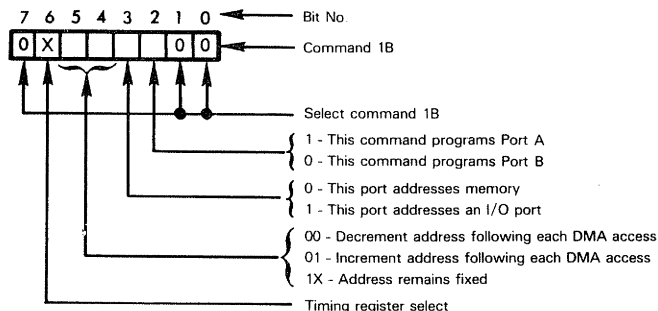 7 6 5 4 3 2 1 0 Bit No.
0 X 0 0 Command 1B
Select command 1B
1 - This command programs Port A
0 - This command programs Port B
0 - This port addresses memory
1 - This port addresses an I/O port
00 - Decrement address following each DMA access
01 - Increment address following each DMA access
1X - Address remains fixed
Timing register select